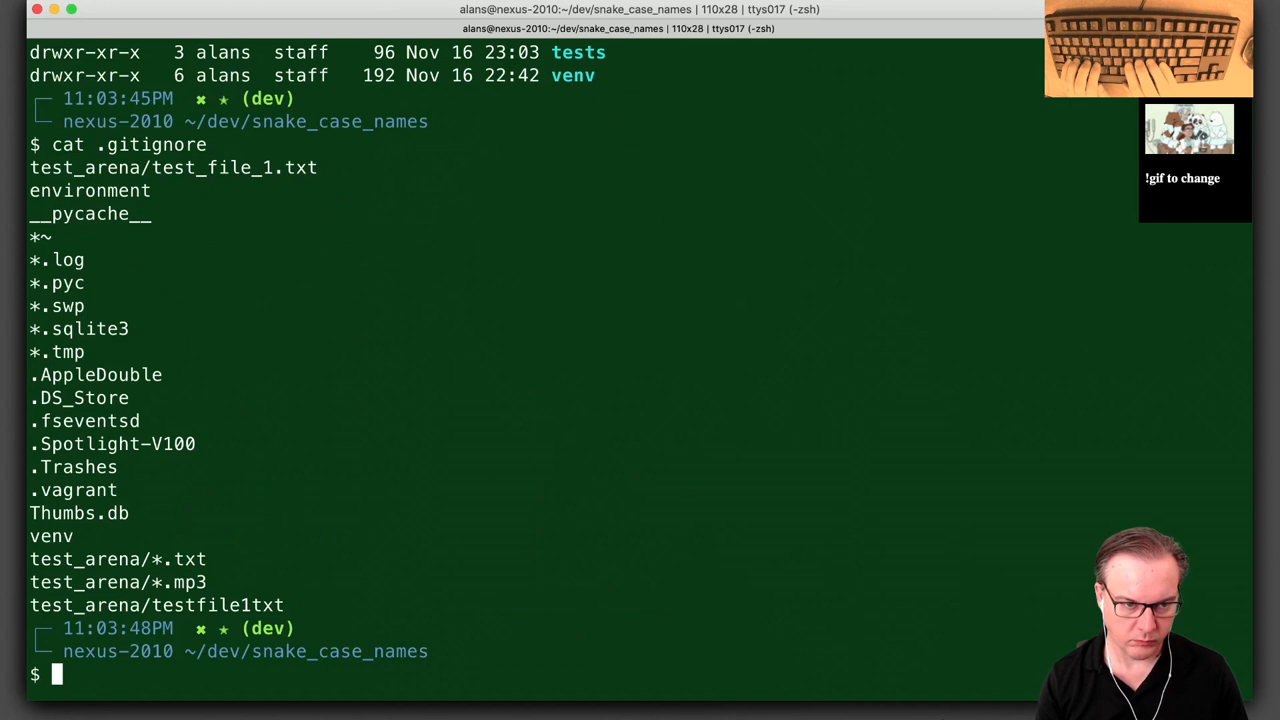 alans@nexus-2010:~/dev/snake_case_names | 110x28 | ttys017 (-zsh)
alans@nexus-2010:~/dev/snake_case_names | 110x28 | ttys017 (-zsh)
drwxr-xr-x   3 alans  staff    96 Nov 16 23:03 tests
drwxr-xr-x   6 alans  staff   192 Nov 16 22:42 venv
┌─ 11:03:45PM  ✖ ★ (dev)
└─ nexus-2010 ~/dev/snake_case_names
$ cat .gitignore
test_arena/test_file_1.txt
environment
__pycache__
*~
*.log
*.pyc
*.swp
*.sqlite3
*.tmp
.AppleDouble
.DS_Store
.fseventsd
.Spotlight-V100
.Trashes
.vagrant
Thumbs.db
venv
test_arena/*.txt
test_arena/*.mp3
test_arena/testfile1txt
┌─ 11:03:48PM  ✖ ★ (dev)
└─ nexus-2010 ~/dev/snake_case_names
$
!gif to change